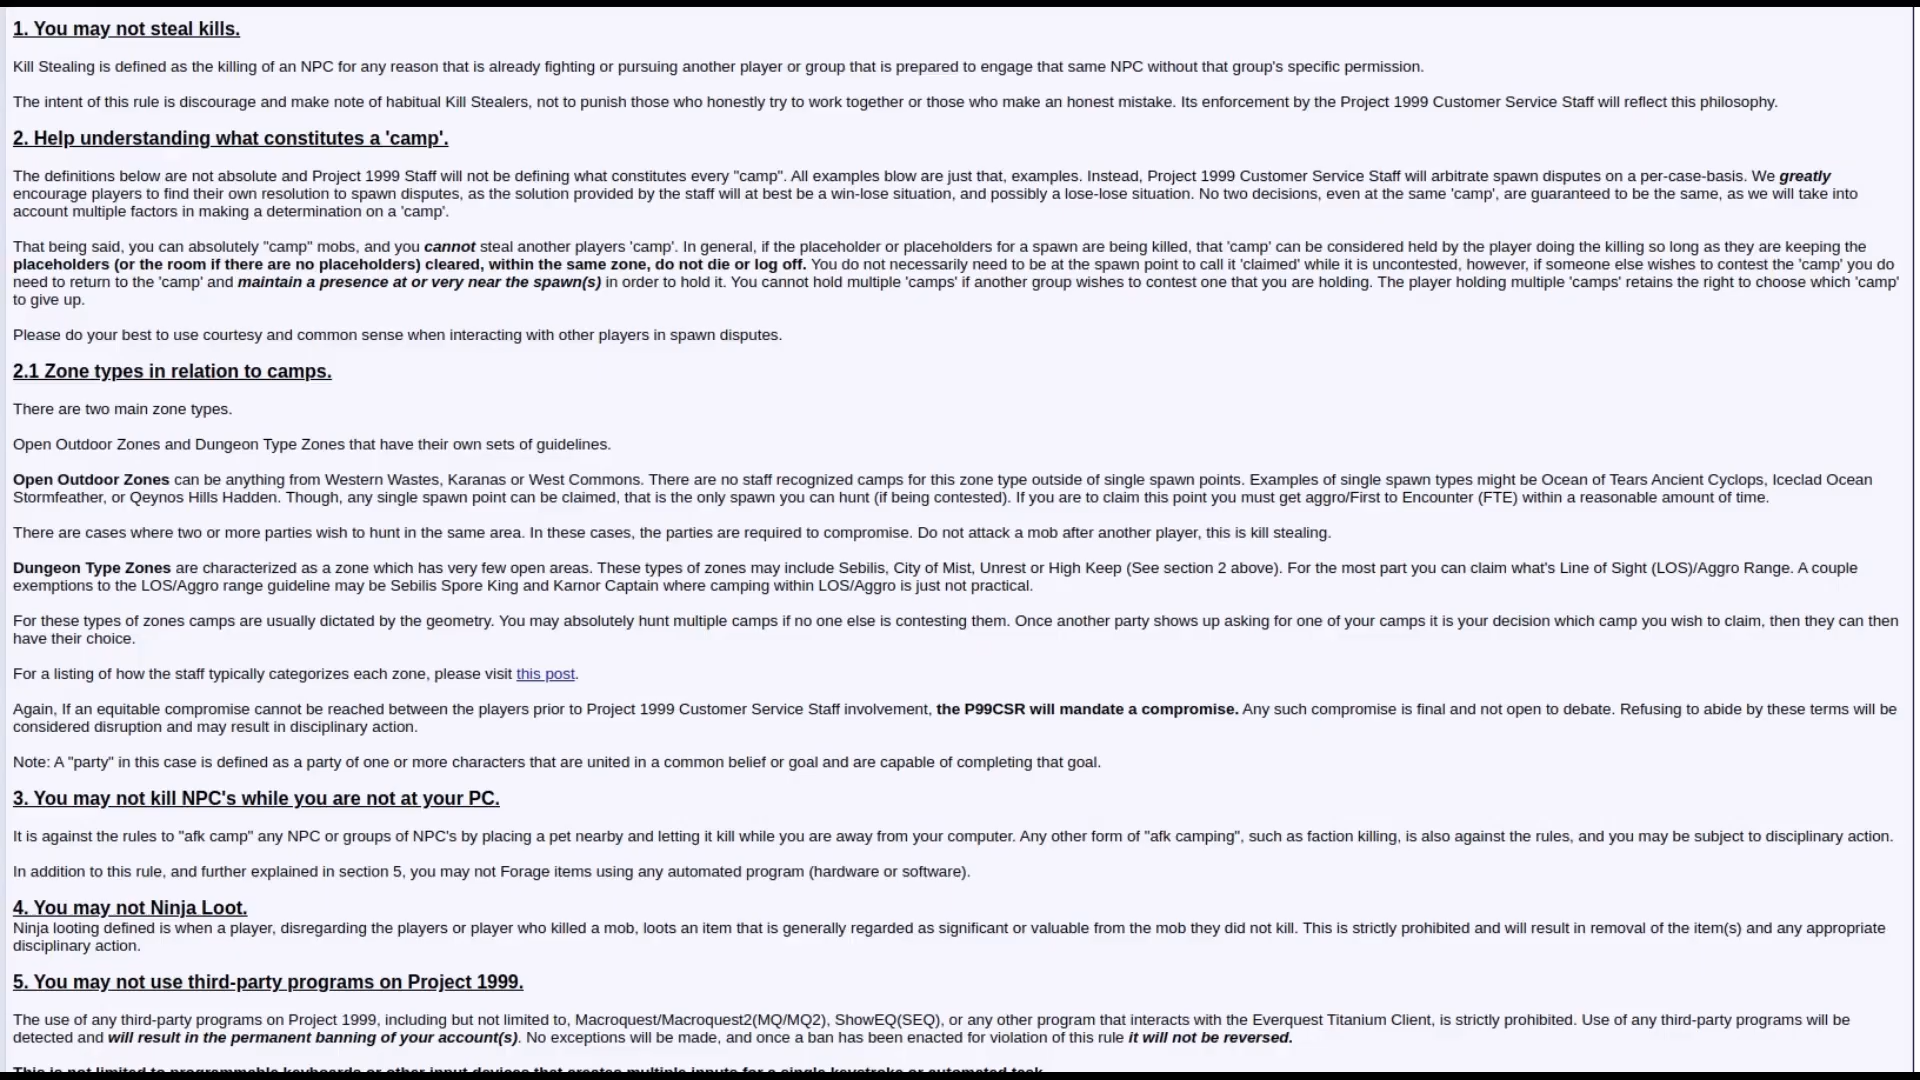 1. You may not steal kills.
Kill Stealing is defined as the killing of an NPC for any reason that is already fighting or pursuing another player or group that is prepared to engage that same NPC without that group's specific permission.
The intent of this rule is discourage and make note of habitual Kill Stealers, not to punish those who honestly try to work together or those who make an honest mistake. Its enforcement by the Project 1999 Customer Service Staff will reflect this philosophy.
2. Help understanding what constitutes a 'camp'.
The definitions below are not absolute and Project 1999 Staff will not be defining what constitutes every "camp". All examples blow are just that, examples. Instead, Project 1999 Customer Service Staff will arbitrate spawn disputes on a per-case-basis. We greatly
encourage players to find their own resolution to spawn disputes, as the solution provided by the staff will at best be a win-lose situation, and possibly a lose-lose situation. No two decisions, even at the same 'camp', are guaranteed to be the same, as we will take into
account multiple factors in making a determination on a 'camp'.
That being said, you can absolutely "camp" mobs, and you cannot steal another players 'camp'. In general, if the placeholder or placeholders for a spawn are being killed, that 'camp' can be considered held by the player doing the killing so long as they are keeping the
placeholders (or the room if there are no placeholders) cleared, within the same zone, do not die or log off. You do not necessarily need to be at the spawn point to call it 'claimed' while it is uncontested, however, if someone else wishes to contest the 'camp' you do
need to return to the 'camp' and maintain a presence at or very near the spawn(s) in order to hold it. You cannot hold multiple 'camps' if another group wishes to contest one that you are holding. The player holding multiple 'camps' retains the right to choose which 'camp'
to give up.
Please do your best to use courtesy and common sense when interacting with other players in spawn disputes.
2.1 Zone types in relation to camps.
There are two main zone types.
Open Outdoor Zones and Dungeon Type Zones that have their own sets of guidelines.
Open Outdoor Zones can be anything from Western Wastes, Karanas or West Commons. There are no staff recognized camps for this zone type outside of single spawn points. Examples of single spawn types might be Ocean of Tears Ancient Cyclops, Iceclad Ocean
Stormfeather, or Qeynos Hills Hadden. Though, any single spawn point can be claimed, that is the only spawn you can hunt (if being contested). If you are to claim this point you must get aggro/First to Encounter (FTE) within a reasonable amount of time.
There are cases where two or more parties wish to hunt in the same area. In these cases, the parties are required to compromise. Do not attack a mob after another player, this is kill stealing.
Dungeon Type Zones are characterized as a zone which has very few open areas. These types of zones may include Sebilis, City of Mist, Unrest or High Keep (See section 2 above). For the most part you can claim what's Line of Sight (LOS)/Aggro Range. A couple
exemptions to the LOS/Aggro range guideline may be Sebilis Spore King and Karnor Captain where camping within LOS/Aggro is just not practical.
For these types of zones camps are usually dictated by the geometry. You may absolutely hunt multiple camps if no one else is contesting them. Once another party shows up asking for one of your camps it is your decision which camp you wish to claim, then they can then
have their choice.
For a listing of how the staff typically categorizes each zone, please visit this post.
Again, If an equitable compromise cannot be reached between the players prior to Project 1999 Customer Service Staff involvement, the P99CSR will mandate a compromise. Any such compromise is final and not open to debate. Refusing to abide by these terms will be
considered disruption and may result in disciplinary action.
Note: A "party" in this case is defined as a party of one or more characters that are united in a common belief or goal and are capable of completing that goal.
3. You may not kill NPC's while you are not at your PC.
It is against the rules to "afk camp" any NPC or groups of NPC's by placing a pet nearby and letting it kill while you are away from your computer. Any other form of "afk camping", such as faction killing, is also against the rules, and you may be subject to disciplinary action.
In addition to this rule, and further explained in section 5, you may not Forage items using any automated program (hardware or software).
4. You may not Ninja Loot.
Ninja looting defined is when a player, disregarding the players or player who killed a mob, loots an item that is generally regarded as significant or valuable from the mob they did not kill. This is strictly prohibited and will result in removal of the item(s) and any appropriate
disciplinary action.
5. You may not use third-party programs on Project 1999.
The use of any third-party programs on Project 1999, including but not limited to, Macroquest/Macroquest2(MQ/MQ2), ShowEQ(SEQ), or any other program that interacts with the Everquest Titanium Client, is strictly prohibited. Use of any third-party programs will be
detected and will result in the permanent banning of your account(s). No exceptions will be made, and once a ban has been enacted for violation of this rule it will not be reversed.
This is not limited to programmable keyboards or other input devices that creates multiple inputs for a single keystroke or automated task.